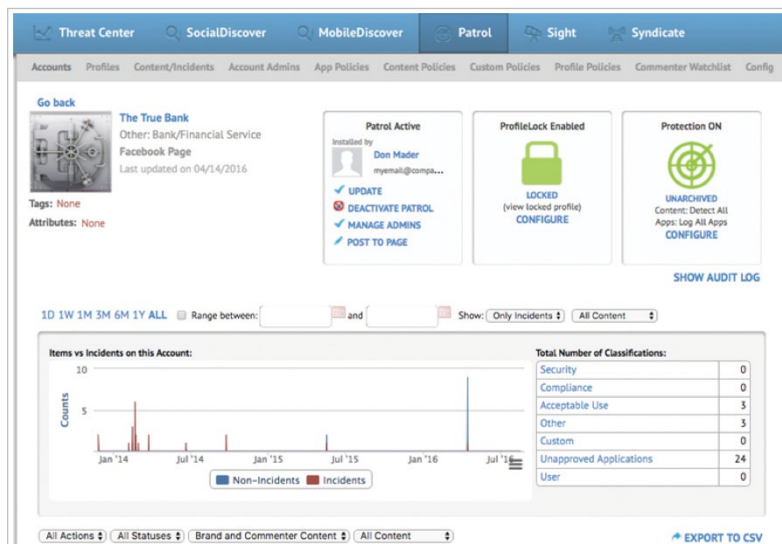 Threat Center SocialDiscover MobileDiscover Patrol Sight Syndicate
Accounts Profiles Content/Incidents Account Admins App Policies Content Policies Custom Policies Profile Policies Commenter Watchlist Config
Go back
The True Bank
Other: Bank/Financial Service
Facebook Page
Last updated on 04/14/2016
Tags: None
Attributes: None
Patrol Active
Installed by
Don Mader
myemail@compa...
UPDATE
DEACTIVATE PATROL
MANAGE ADMINS
POST TO PAGE
ProfileLock Enabled
LOCKED
(view locked profile)
CONFIGURE
Protection ON
UNARCHIVED
Content: Detect All
Apps: Log All Apps
CONFIGURE
SHOW AUDIT LOG
1D 1W 1M 3M 6M 1Y ALL Range between: and Show: Only Incidents All Content
Items vs Incidents on this Account:
10
5
Counts
Jan '14 Jul '14 Jan '15 Jul '15 Jan '16 Jul '16
Non-Incidents Incidents
Total Number of Classifications:
Security 0
Compliance 0
Acceptable Use 3
Other 3
Custom 0
Unapproved Applications 24
User 0
All Actions All Statuses Brand and Commenter Content All Content EXPORT TO CSV